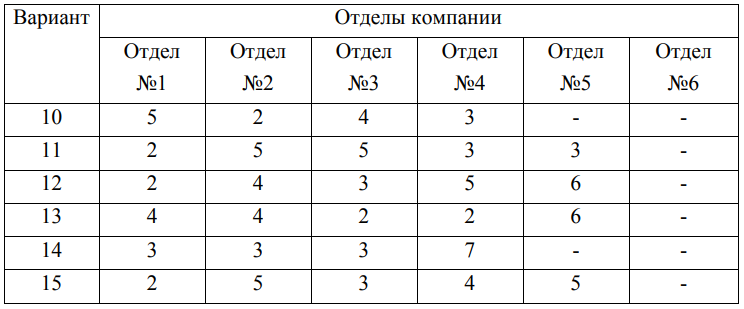 Вариант Отделы компании
Отдел Отдел Отдел Отдел Отдел Отдел
№1 №2 №3 №4 №5 №6
10 5 2 4 3 - -
11 2 5 5 3 3 -
12 2 4 3 5 6 -
13 4 4 2 2 6 -
14 3 3 3 7 - -
15 2 5 3 4 5 -